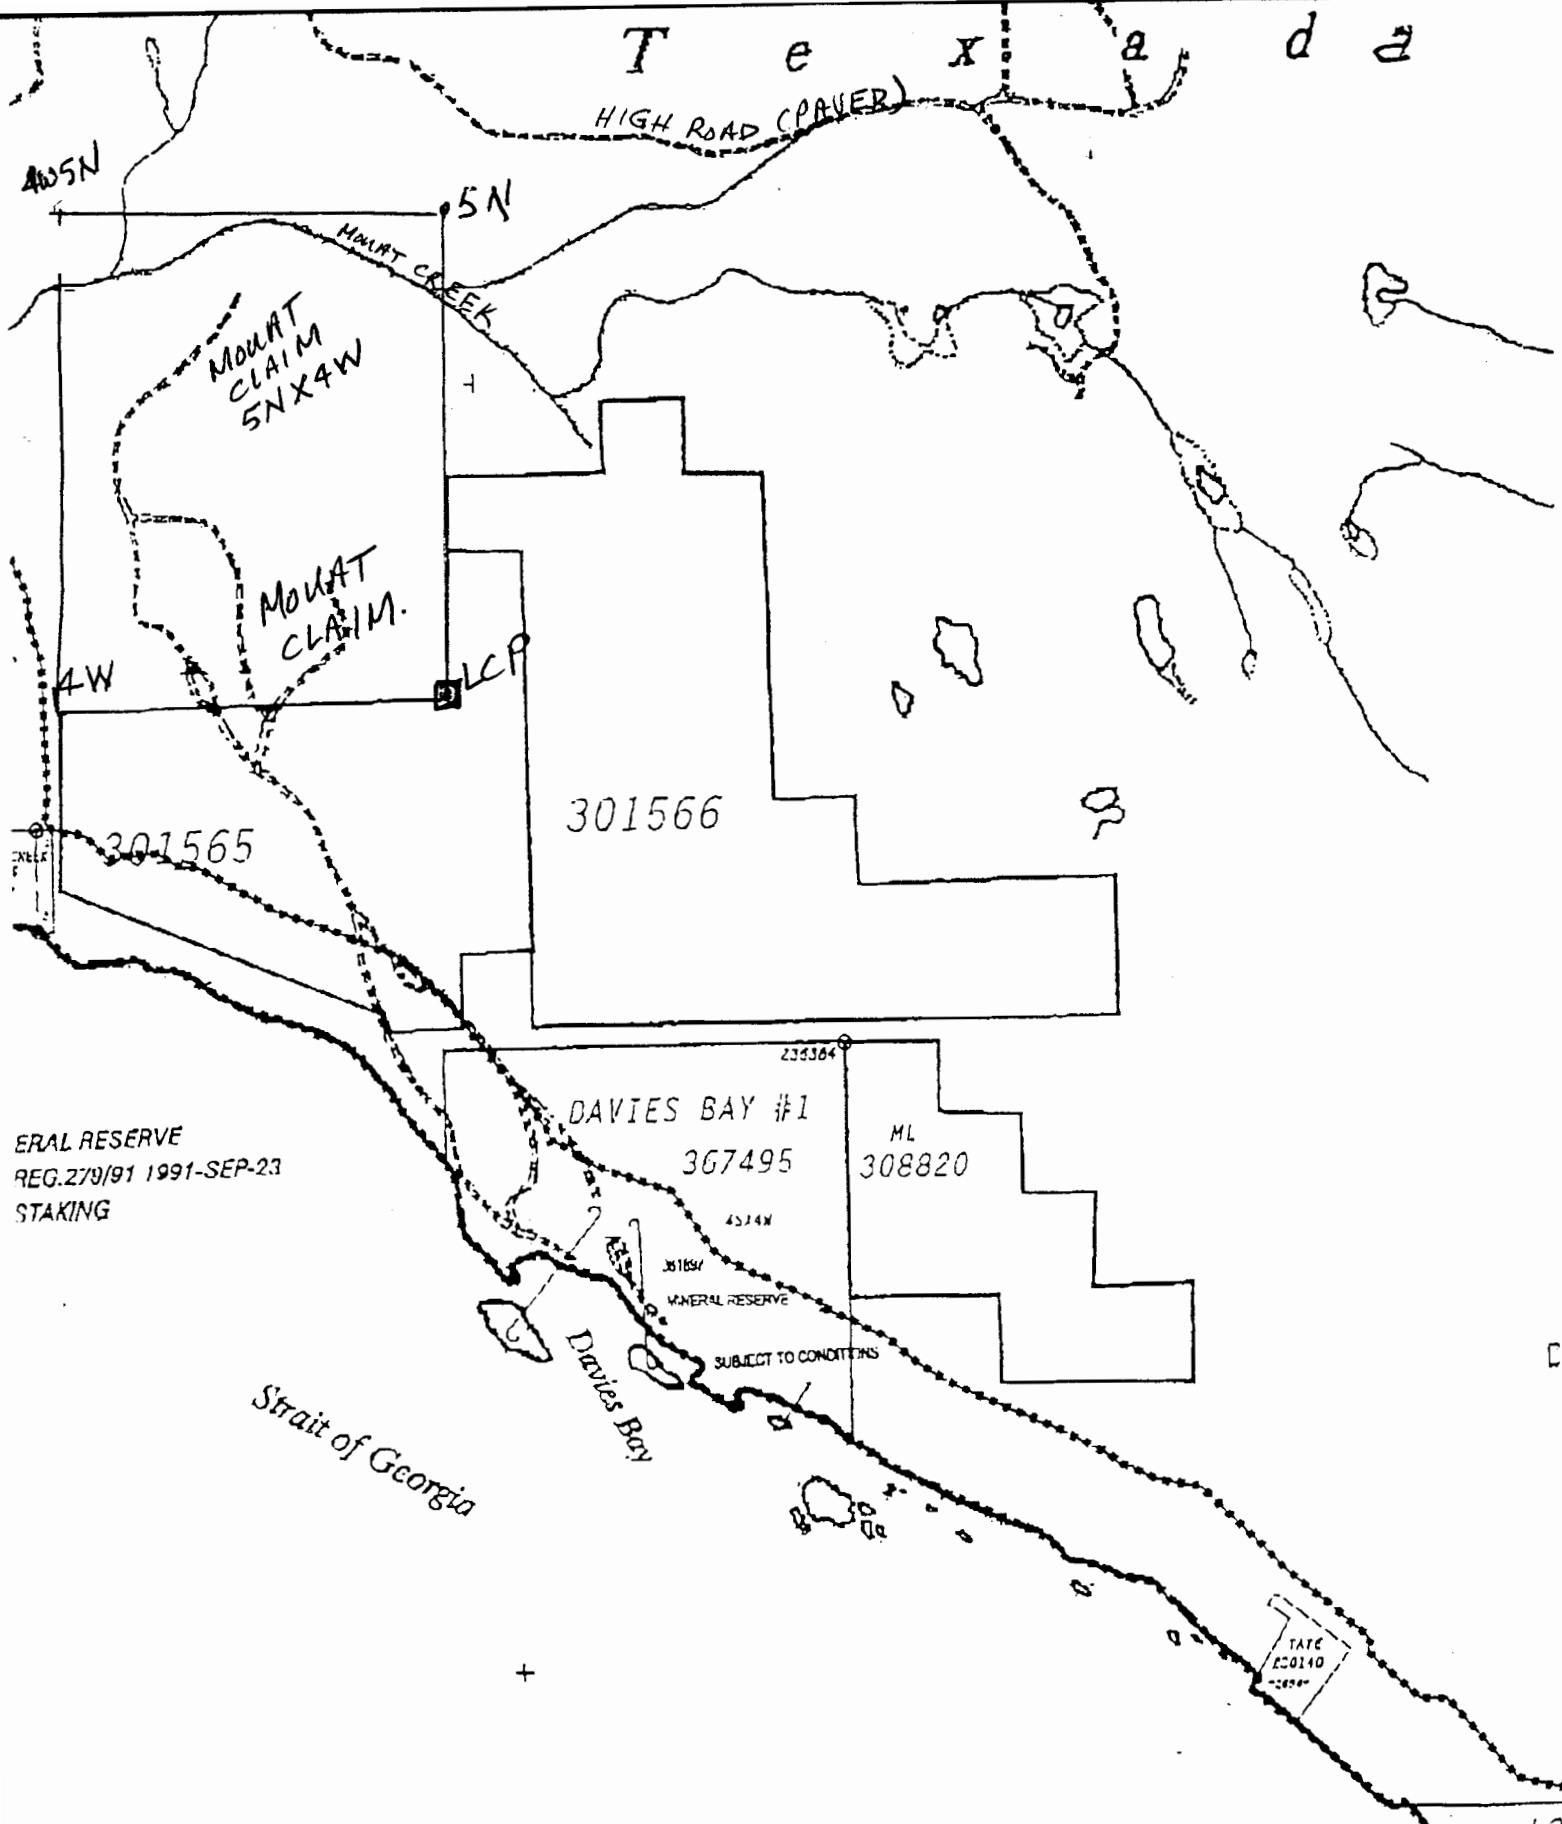 T e x a d a
HIGH ROAD (PAVED)
4W5N
5N
MOUAT CREEK
MOUAT
CLAIM
5NX4W
MOUAT
CLAIM.
4W
LCP
301566
301565
235384
DAVIES BAY #1
367495
ML
308820
ERAL RESERVE
REG.279/91 1991-SEP-23
STAKING
MINERAL RESERVE
SUBJECT TO CONDITIONS
Davies Bay
Strait of Georgia
TATE